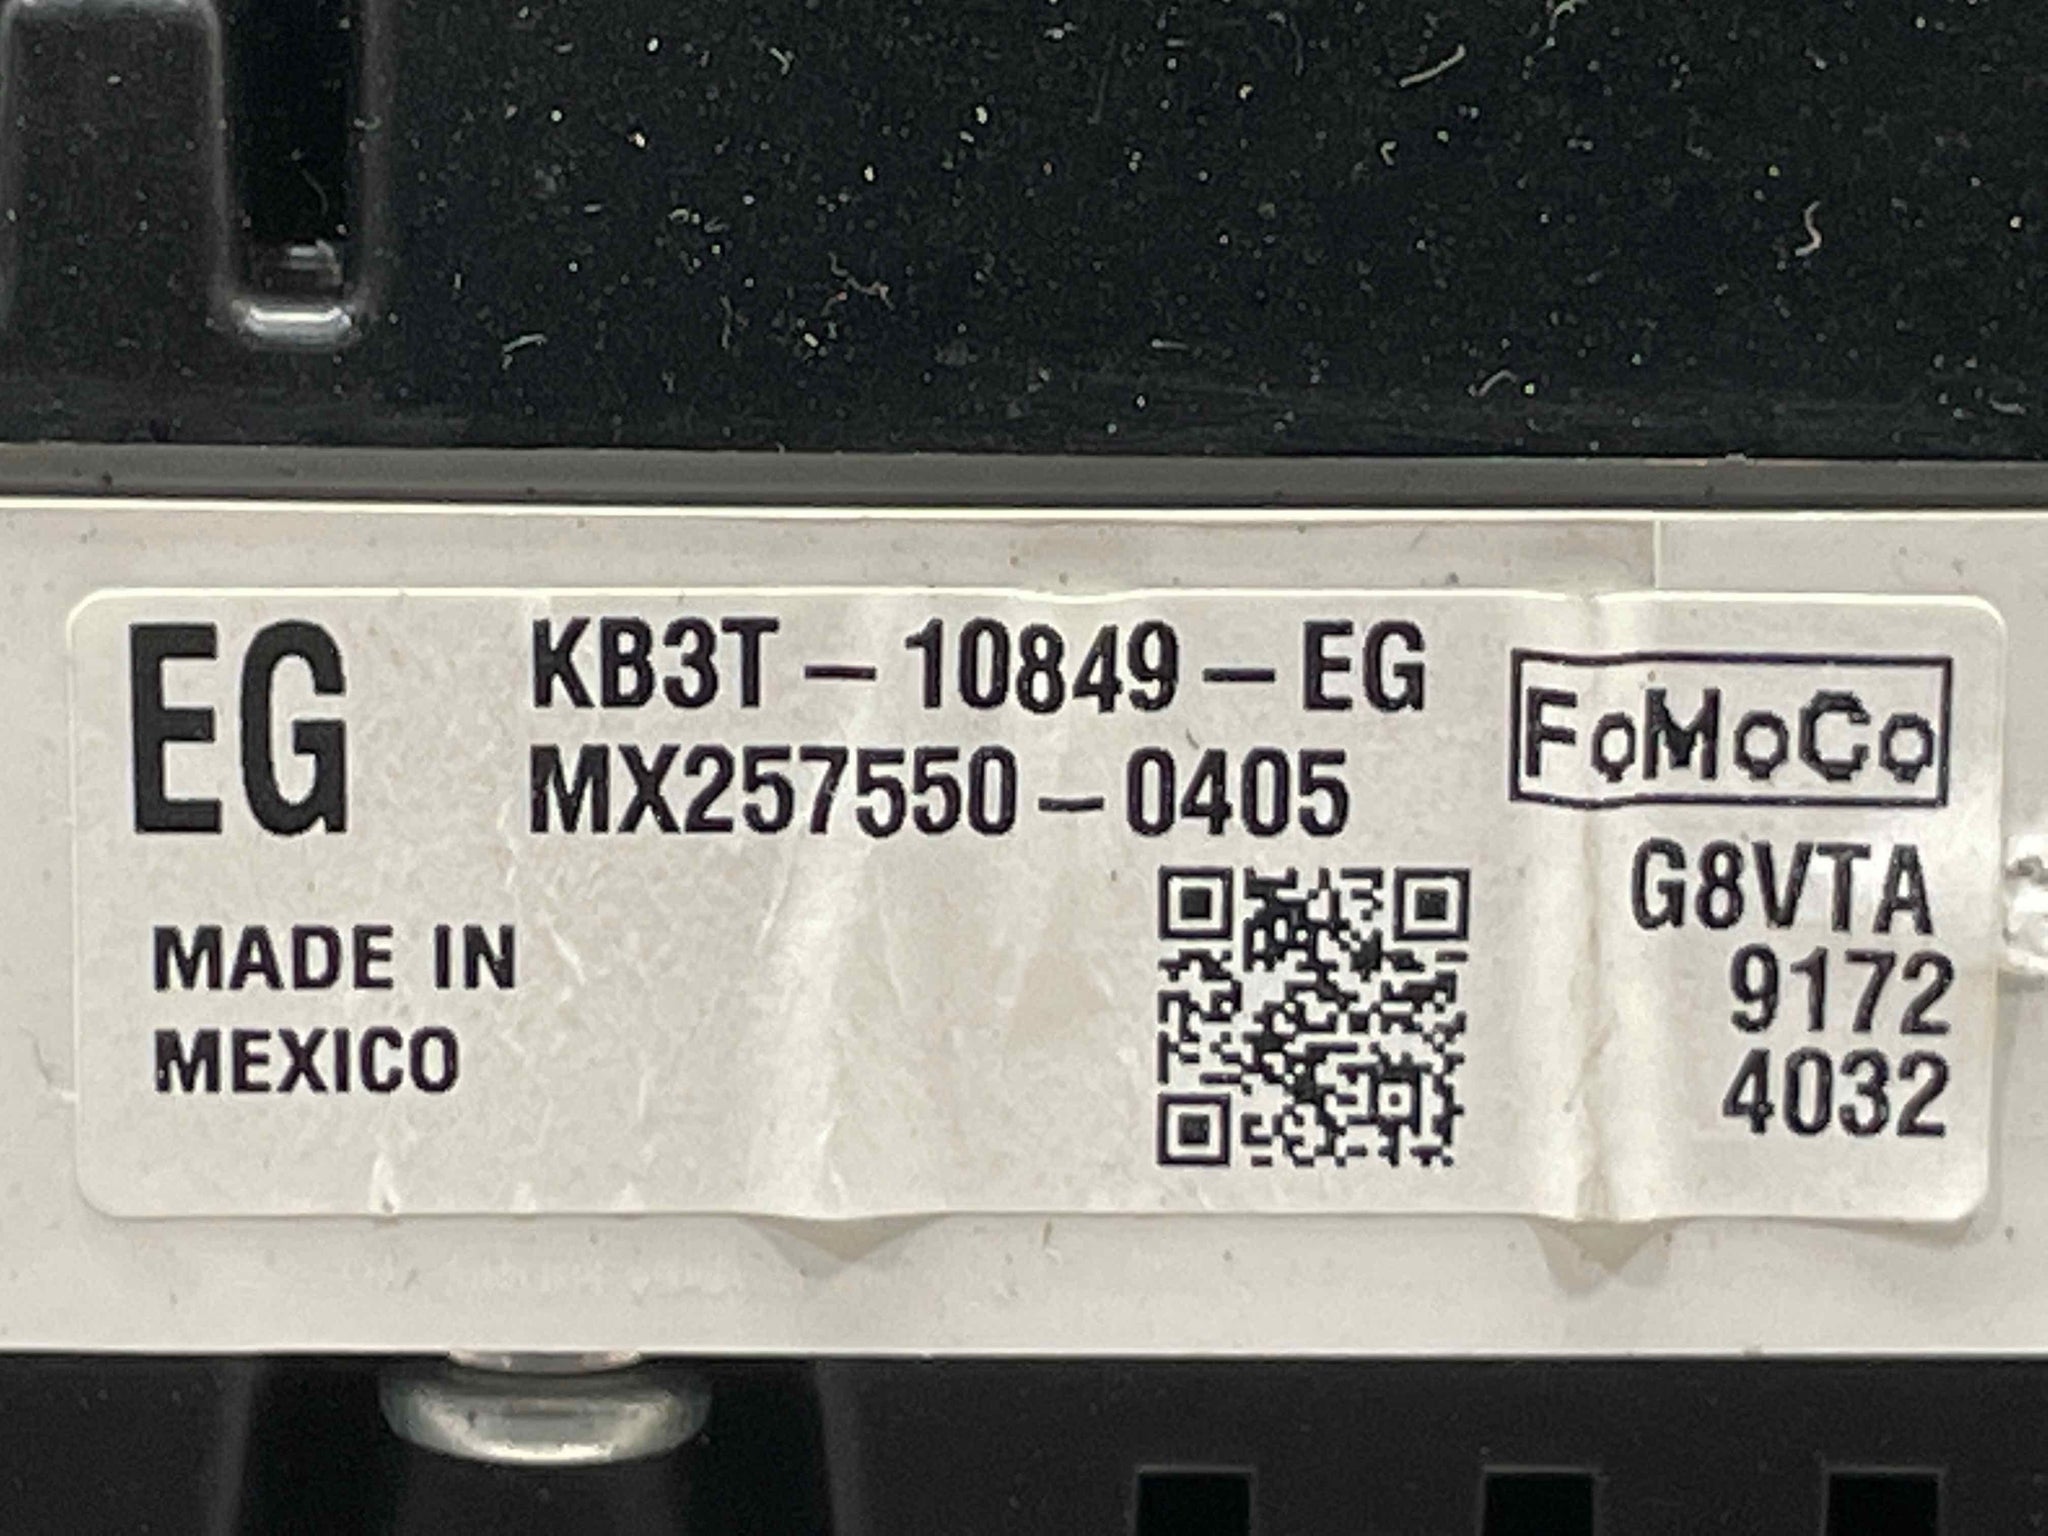 EG
KB3T-10849-EG
MX257550-0405
FoMoCo
MADE IN
MEXICO
G8VTA
9172
4032